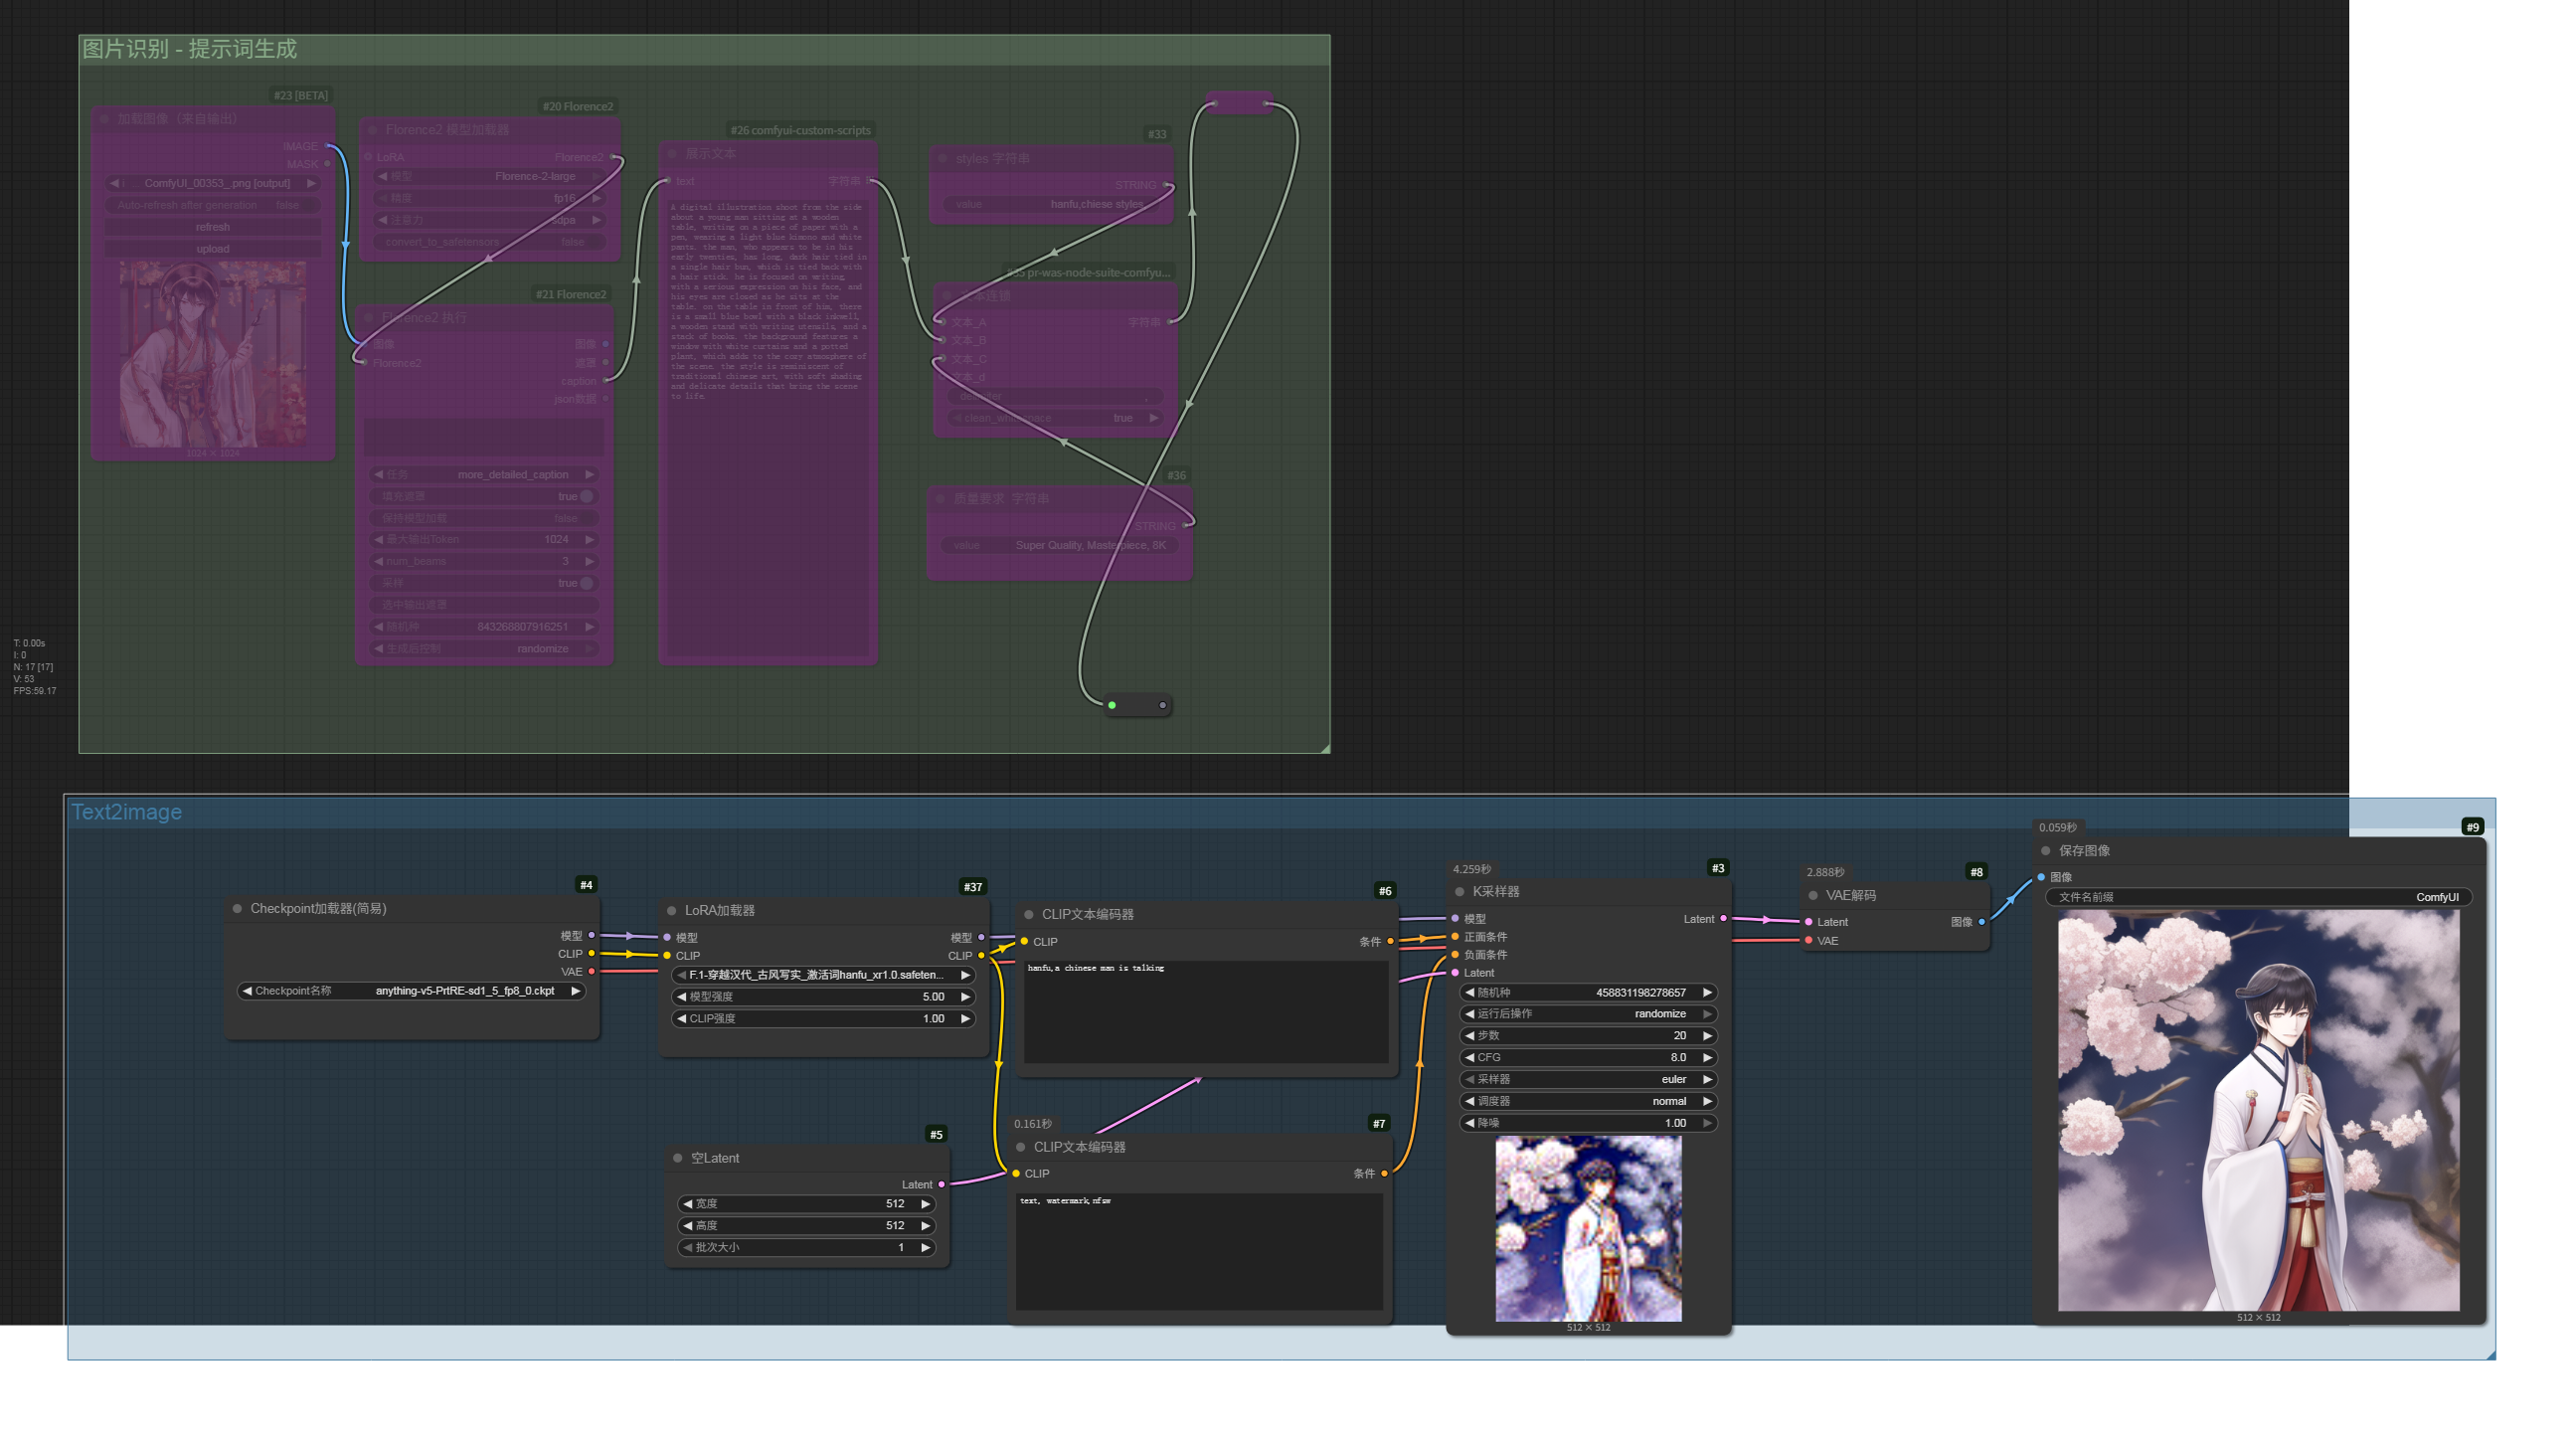 图片识别 - 提示词生成
#23 [BETA]
加载图像（来自输出）
IMAGE
MASK
ComfyUI_00353_.png [output]
Auto-refresh after generation false
refresh
upload
1024 × 1024
#20 Florence2
Florence2 模型加载器
LoRA Florence2
模型 Florence-2-large
精度 fp16
注意力 sdpa
convert_to_safetensors false
#21 Florence2
Florence2 执行
图像 图像
Florence2 遮罩
caption
json数据
任务 more_detailed_caption
填充遮罩 true
保持模型加载 false
最大输出Token 1024
num_beams 3
采样 true
选中输出遮罩
随机种 843268807916251
生成后控制 randomize
#26 comfyui-custom-scripts
展示文本
text 字符串
A digital illustration shoot from the side
about a young man sitting at a wooden
table, writing on a piece of paper with a
pen, wearing a light blue kimono and white
pants. the man, who appears to be in his
early twenties, has long, dark hair tied in
a single hair bun, which is tied back with
a hair stick. he is focused on writing,
with a serious expression on his face, and
his eyes are closed as he sits at the
table. on the table in front of him, there
is a small blue bowl with a black inkwell,
a wooden stand with writing utensils, and a
stack of books. the background features a
window with white curtains and a potted
plant, which adds to the cozy atmosphere of
the scene. the style is reminiscent of
traditional chinese art, with soft shading
and delicate details that bring the scene
to life.
#33
styles 字符串
STRING
value hanfu,chiese styles,
pr-was-node-suite-comfyu...
文本_A 字符串
文本_B
文本_C
文本_d
,
true
#36
质量要求 字符串
STRING
value Super Quality, Masterpiece, 8K
T: 0.00s
I: 0
N: 17 [17]
V: 53
FPS:59.17
Text2image
#4
Checkpoint加载器(简易)
模型
CLIP
VAE
Checkpoint名称 anything-v5-PrtRE-sd1_5_fp8_0.ckpt
#37
LoRA加载器
模型 模型
CLIP CLIP
F.1-穿越汉代_古风写实_激活词hanfu_xr1.0.safeten...
模型强度 5.00
CLIP强度 1.00
#5
空Latent
Latent
宽度 512
高度 512
批次大小 1
#6
CLIP文本编码器
CLIP 条件
hanfu,a chinese man is talking
0.161秒 #7
CLIP文本编码器
CLIP 条件
text, watermark,nfsw
4.259秒 #3
K采样器
模型 Latent
正面条件
负面条件
Latent
随机种 458831198278657
运行后操作 randomize
步数 20
CFG 8.0
采样器 euler
调度器 normal
降噪 1.00
512 × 512
2.888秒 #8
VAE解码
Latent 图像
VAE
0.059秒 #9
保存图像
图像
文件名前缀 ComfyUI
512 × 512